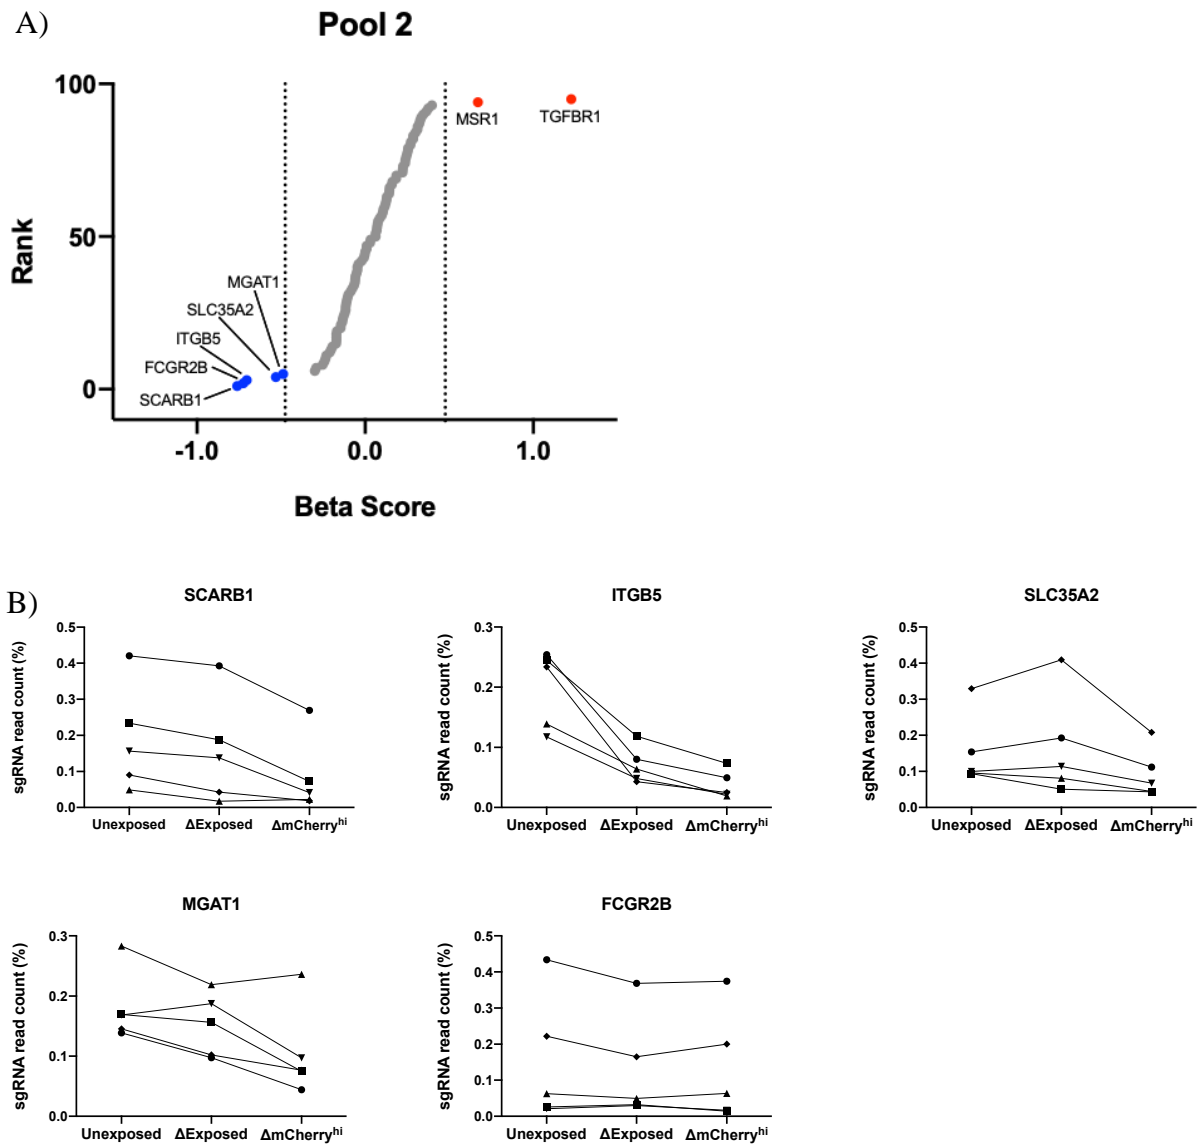 A)
Pool 2
100
50
0
Rank
MSR1
TGFBR1
MGAT1
SLC35A2
ITGB5
FCGR2B
SCARB1
-1.0
0.0
1.0
Beta Score
B)
SCARB1
sgRNA read count (%)
0.5
0.4
0.3
0.2
0.1
0.0
Unexposed ΔExposed ΔmCherryhi
ITGB5
sgRNA read count (%)
0.3
0.2
0.1
0.0
Unexposed ΔExposed ΔmCherryhi
SLC35A2
sgRNA read count (%)
0.5
0.4
0.3
0.2
0.1
0.0
Unexposed ΔExposed ΔmCherryhi
MGAT1
sgRNA read count (%)
0.3
0.2
0.1
0.0
Unexposed ΔExposed ΔmCherryhi
FCGR2B
sgRNA read count (%)
0.5
0.4
0.3
0.2
0.1
0.0
Unexposed ΔExposed ΔmCherryhi